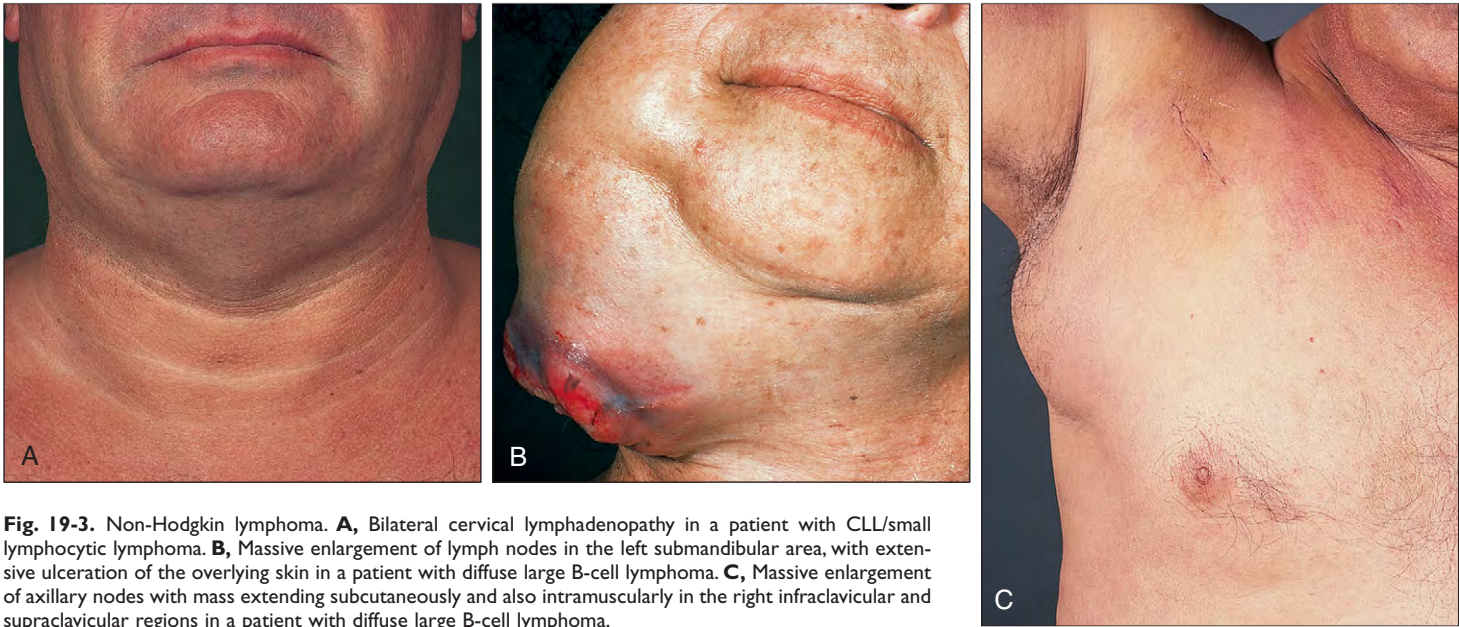 A
B
C
Fig. 19-3. Non-Hodgkin lymphoma. A, Bilateral cervical lymphadenopathy in a patient with CLL/small
lymphocytic lymphoma. B, Massive enlargement of lymph nodes in the left submandibular area, with exten-
sive ulceration of the overlying skin in a patient with diffuse large B-cell lymphoma. C, Massive enlargement
of axillary nodes with mass extending subcutaneously and also intramuscularly in the right infraclavicular and
supraclavicular regions in a patient with diffuse large B-cell lymphoma.